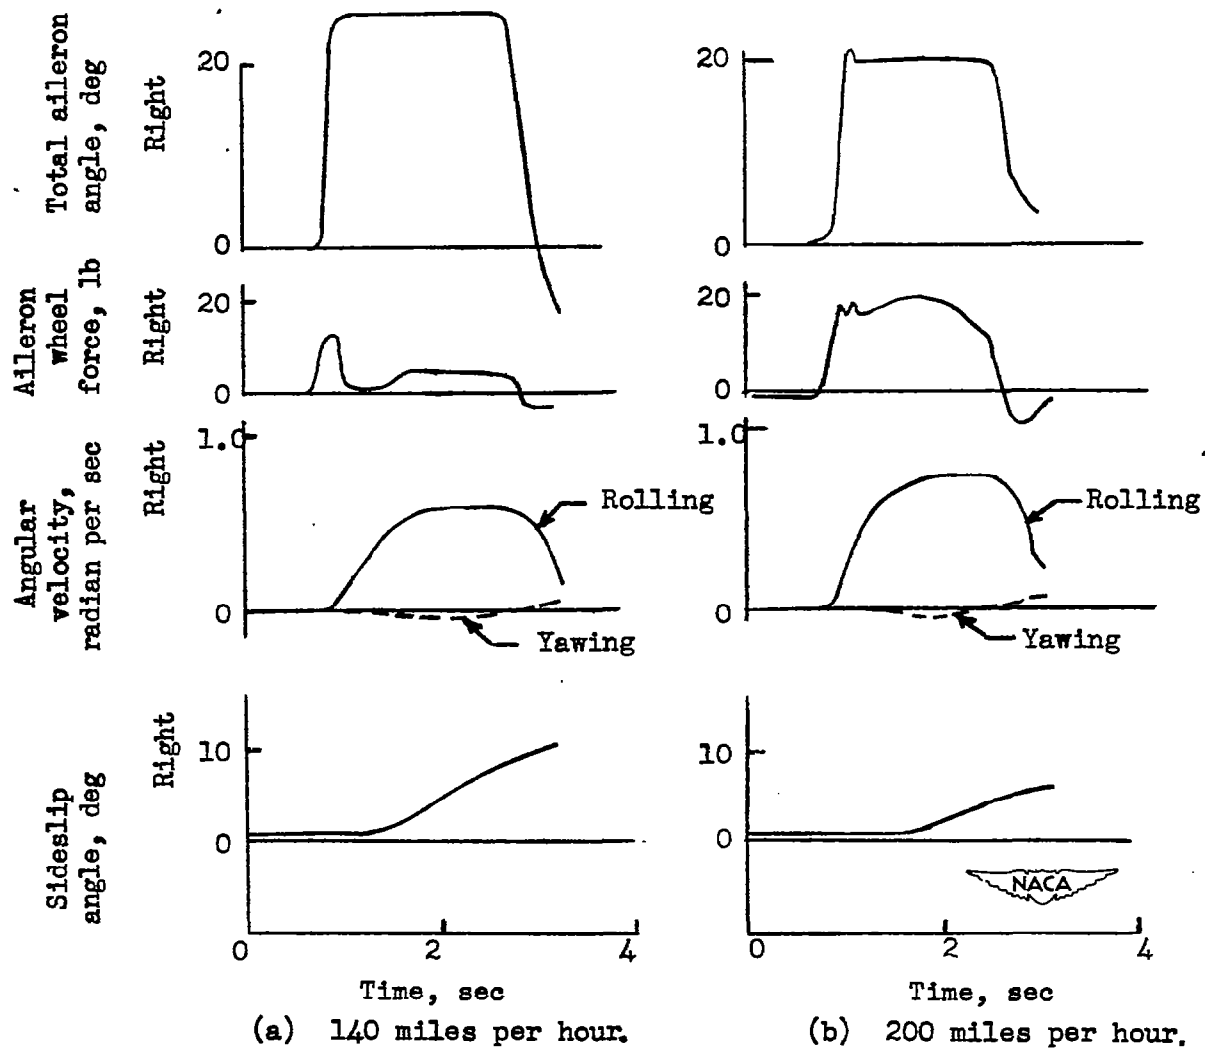 Total aileron
angle, deg
Right
20
0
20
0
Aileron
wheel
force, lb
Right
20
0
20
0
Angular
velocity,
radian per sec
Right
1.0
0
Rolling
Yawing
1.0
0
Rolling
Yawing
Sideslip
angle, deg
Right
10
0
10
0
NACA
0 2 4
Time, sec
0 2 4
Time, sec
(a) 140 miles per hour.
(b) 200 miles per hour.